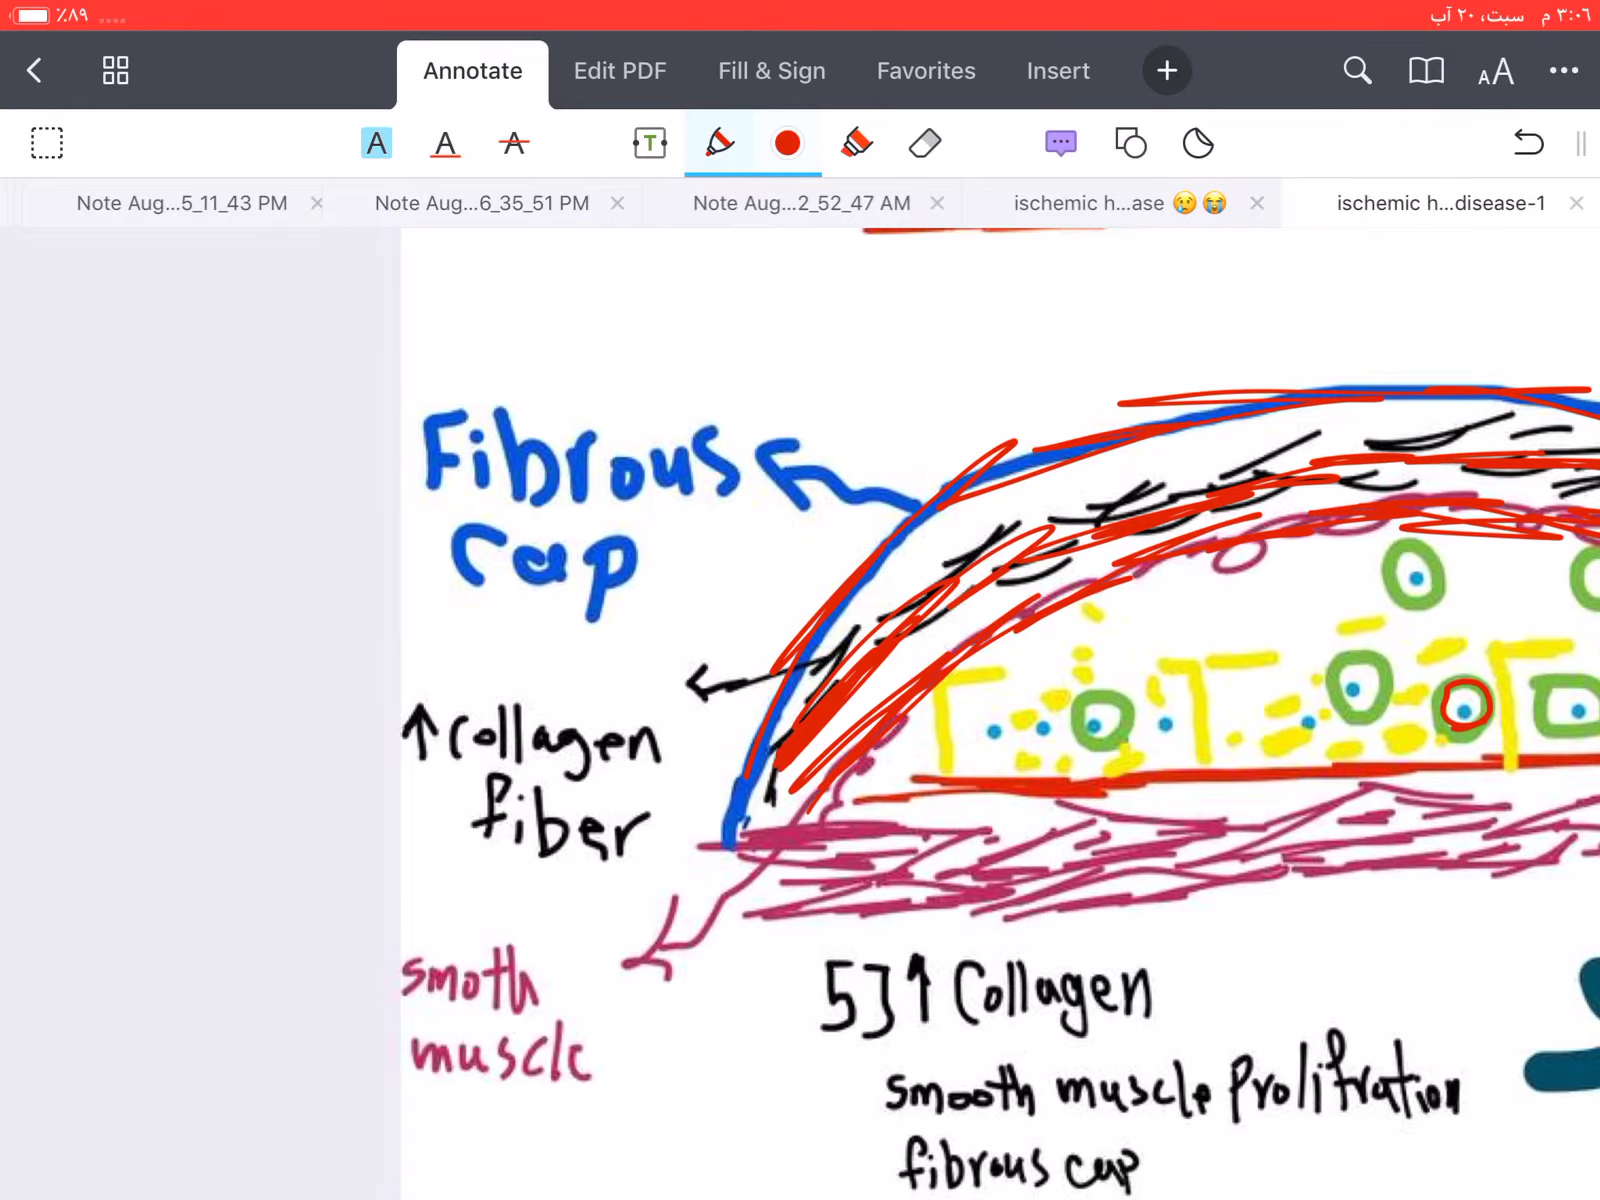 ٪٨٩
٣:٠٦ م سبت، ٢٠ آب
Annotate
Edit PDF
Fill & Sign
Favorites
Insert
AA
A
A
A
T
Note Aug...5_11_43 PM
Note Aug...6_35_51 PM
Note Aug...2_52_47 AM
ischemic h...ase 😢 😭
ischemic h...disease-1
Fibrous
cap
↑ Collagen
fiber
smoth
muscle
5] ↑ Collagen
smooth muscle Prolifration
fibrous cap